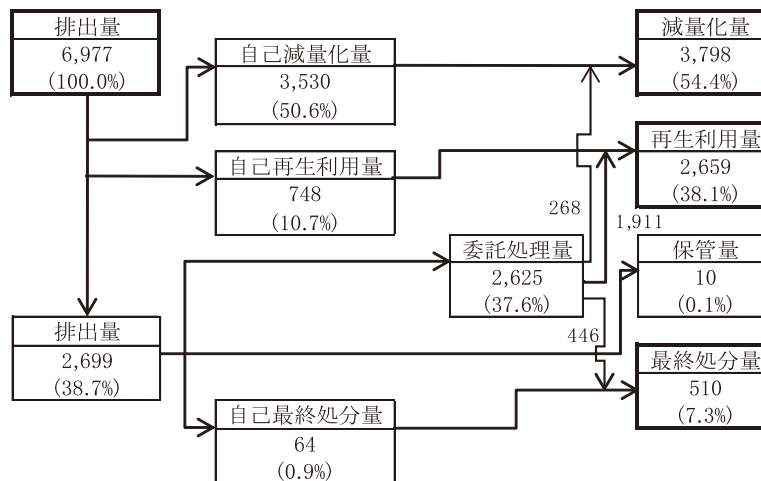 排出量
6,977
(100.0%)
自己減量化量
3,530
(50.6%)
減量化量
3,798
(54.4%)
自己再生利用量
748
(10.7%)
再生利用量
2,659
(38.1%)
268
1,911
委託処理量
2,625
(37.6%)
保管量
10
(0.1%)
排出量
2,699
(38.7%)
446
最終処分量
510
(7.3%)
自己最終処分量
64
(0.9%)